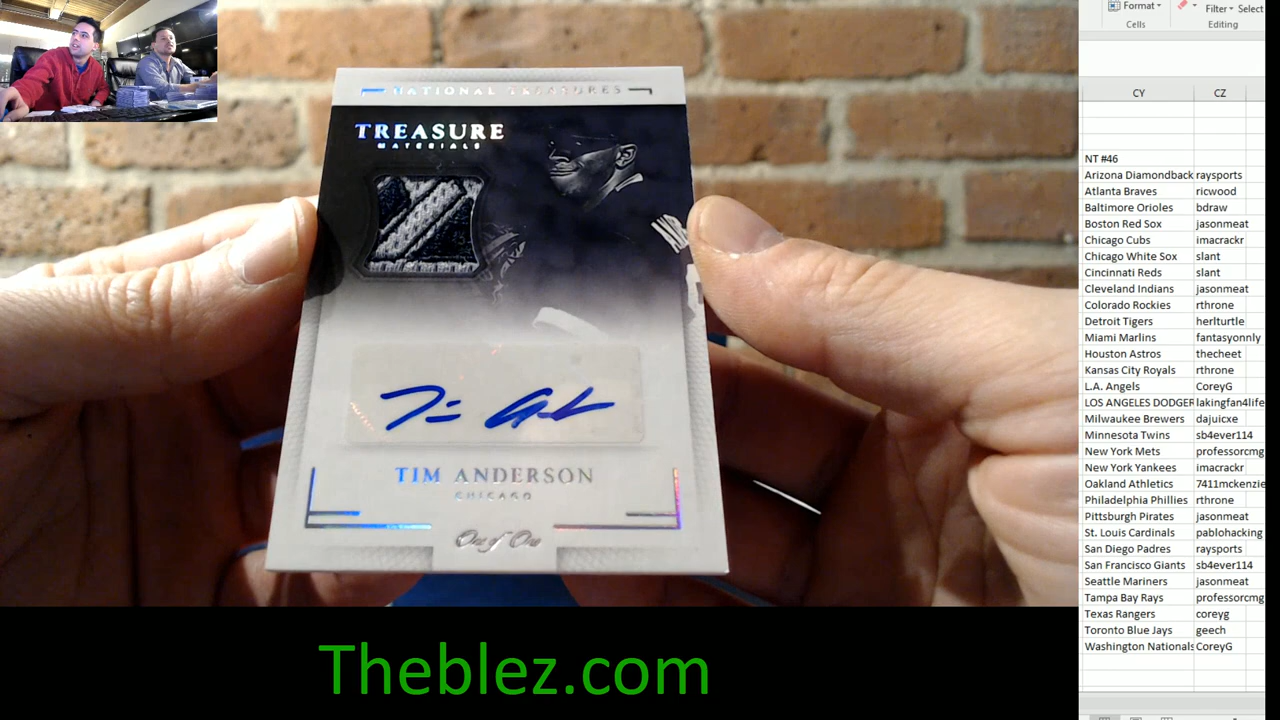 NATIONAL TREASURES
TREASURE
MATERIALS
TIM ANDERSON
CHICAGO
One of One
Theblez.com
Format
Cells
Filter
Select
Editing
CY
CZ
NT #46
Arizona Diamondback raysports
Atlanta Braves ricwood
Baltimore Orioles bdraw
Boston Red Sox jasonmeat
Chicago Cubs imacrackr
Chicago White Sox slant
Cincinnati Reds slant
Cleveland Indians jasonmeat
Colorado Rockies rthrone
Detroit Tigers herlturtle
Miami Marlins fantasyonnly
Houston Astros thecheet
Kansas City Royals rthrone
L.A. Angels CoreyG
LOS ANGELES DODGER lakingfan4life
Milwaukee Brewers dajuicxe
Minnesota Twins sb4ever114
New York Mets professorcmg
New York Yankees imacrackr
Oakland Athletics 7411mckenzie
Philadelphia Phillies rthrone
Pittsburgh Pirates jasonmeat
St. Louis Cardinals pablohacking
San Diego Padres raysports
San Francisco Giants sb4ever114
Seattle Mariners jasonmeat
Tampa Bay Rays professorcmg
Texas Rangers coreyg
Toronto Blue Jays geech
Washington Nationals CoreyG